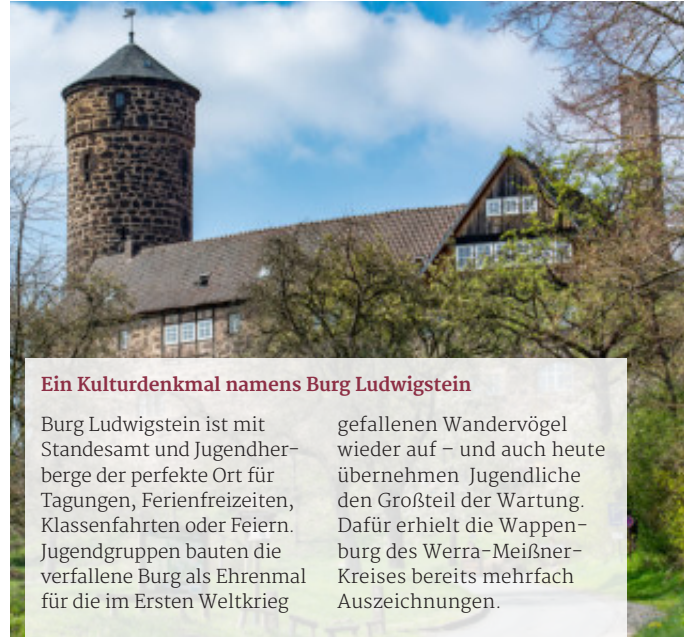 Ein Kulturdenkmal namens Burg Ludwigstein
Burg Ludwigstein ist mit
Standesamt und Jugendher-
berge der perfekte Ort für
Tagungen, Ferienfreizeiten,
Klassenfahrten oder Feiern.
Jugendgruppen bauten die
verfallene Burg als Ehrenmal
für die im Ersten Weltkrieg
gefallenen Wandervögel
wieder auf – und auch heute
übernehmen Jugendliche
den Großteil der Wartung.
Dafür erhielt die Wappen-
burg des Werra-Meißner-
Kreises bereits mehrfach
Auszeichnungen.